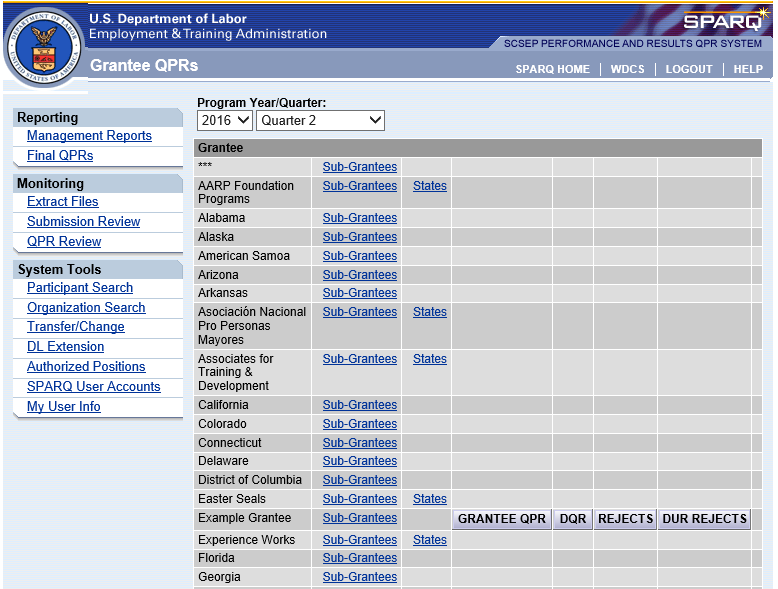 U.S. Department of Labor
Employment & Training Administration
SPARQ
SCSEP PERFORMANCE AND RESULTS QPR SYSTEM
Grantee QPRs
SPARQ HOME | WDCS | LOGOUT | HELP
DEPARTMENT OF LABOR
UNITED STATES OF AMERICA
Reporting
Management Reports
Final QPRs
Monitoring
Extract Files
Submission Review
QPR Review
System Tools
Participant Search
Organization Search
Transfer/Change
DL Extension
Authorized Positions
SPARQ User Accounts
My User Info
Program Year/Quarter:
2016 Quarter 2
Grantee
*** Sub-Grantees
AARP Foundation Sub-Grantees States
Programs
Alabama Sub-Grantees
Alaska Sub-Grantees
American Samoa Sub-Grantees
Arizona Sub-Grantees
Arkansas Sub-Grantees
Asociación Nacional Sub-Grantees States
Pro Personas
Mayores
Associates for Sub-Grantees States
Training &
Development
California Sub-Grantees
Colorado Sub-Grantees
Connecticut Sub-Grantees
Delaware Sub-Grantees
District of Columbia Sub-Grantees
Easter Seals Sub-Grantees States
Example Grantee Sub-Grantees GRANTEE QPR DQR REJECTS DUR REJECTS
Experience Works Sub-Grantees States
Florida Sub-Grantees
Georgia Sub-Grantees